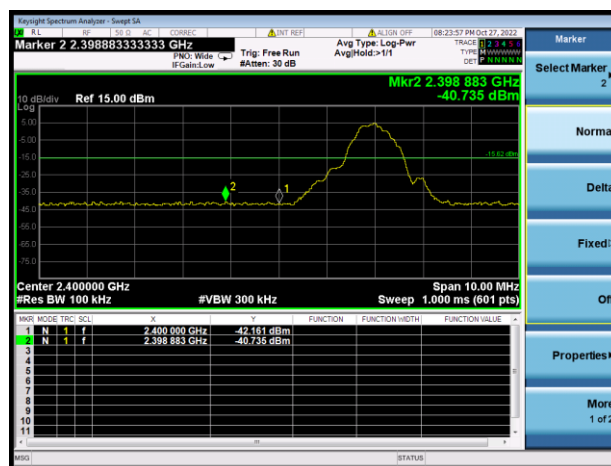 Keysight Spectrum Analyzer - Swept SA
RL RF 50 Ω AC CORREC INT REF ALIGN OFF 08:23:57 PM Oct 27, 2022
Marker 2 2.398883333333 GHz
PNO: Wide
IFGain:Low
Trig: Free Run
#Atten: 30 dB
Avg Type: Log-Pwr
Avg|Hold:>1/1
TRACE 1 2 3 4 5 6
TYPE M W W W W W
DET P N N N N N
Mkr2 2.398 883 GHz
-40.735 dBm
10 dB/div Ref 15.00 dBm
Log
5.00
-5.00
-15.0
-15.62 dBm
-25.0
-35.0
-45.0
-55.0
-65.0
-75.0
2
1
Center 2.400000 GHz Span 10.00 MHz
#Res BW 100 kHz #VBW 300 kHz Sweep 1.000 ms (601 pts)
MKR MODE TRC SCL X Y FUNCTION FUNCTION WIDTH FUNCTION VALUE
1 N 1 f 2.400 000 GHz -42.161 dBm
2 N 1 f 2.398 883 GHz -40.735 dBm
3
4
5
6
7
8
9
10
11
MSG STATUS
Marker
Select Marker
2
Norma
Delta
Fixed
Of
Properties
More
1 of 2